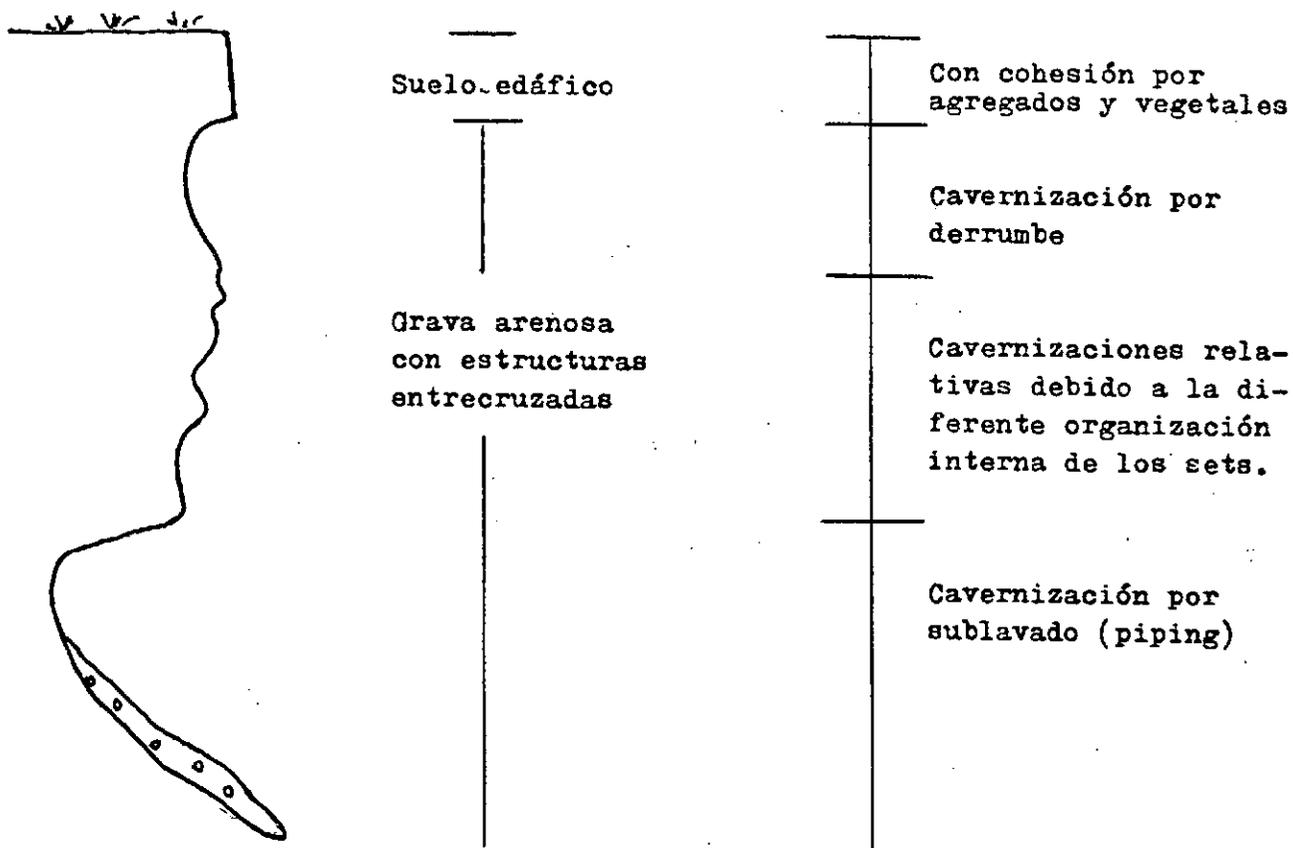 Suelo edáfico
Grava arenosa
con estructuras
entrecruzadas
Con cohesión por
agregados y vegetales
Cavernización por
derrumbe
Cavernizaciones rela-
tivas debido a la di-
ferente organización
interna de los sets.
Cavernización por
sublavado (piping)